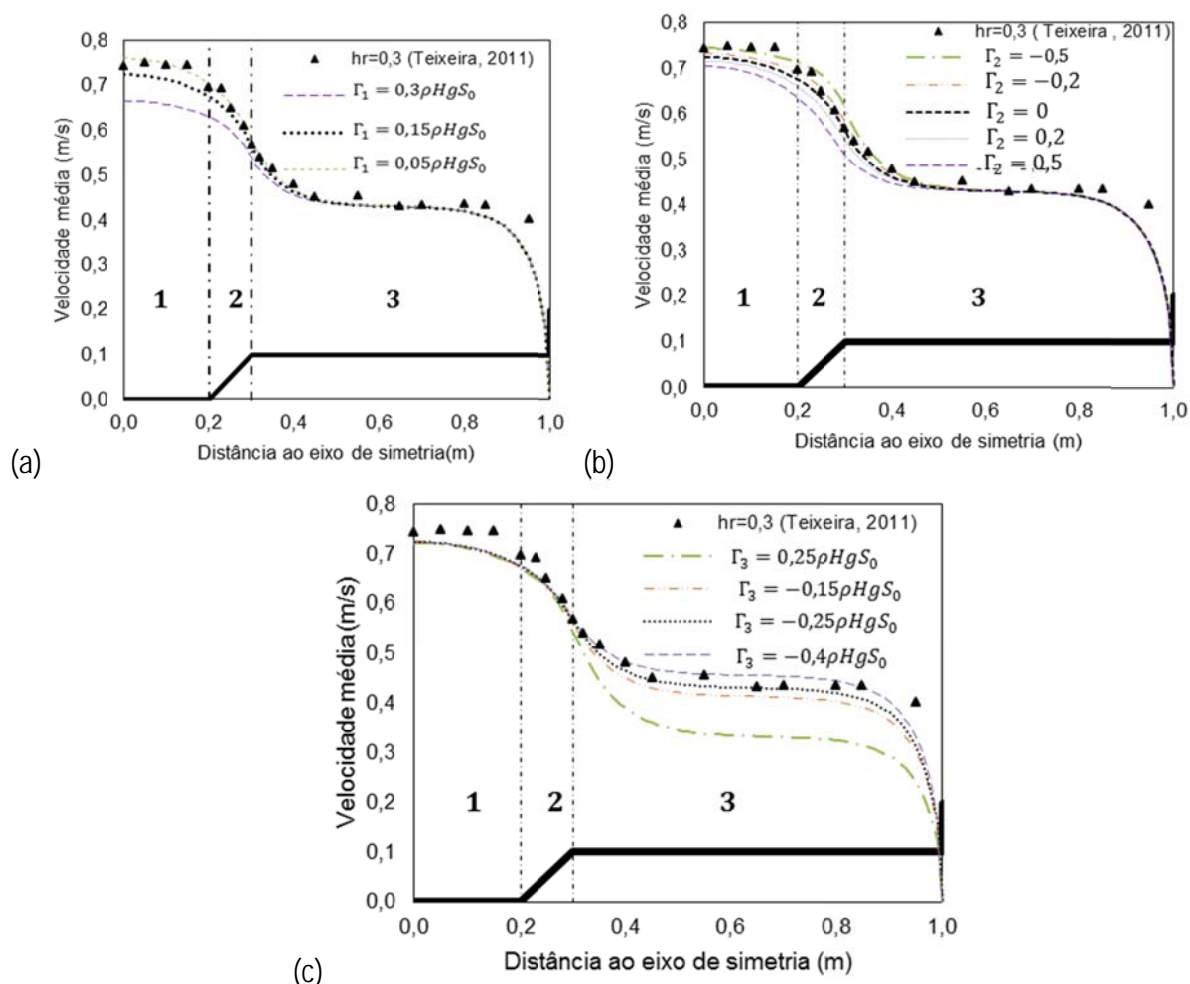 0,8
0,7
0,6
0,5
0,4
0,3
0,2
0,1
0,0
Velocidade média (m/s)
hr=0,3 (Teixeira, 2011)
Γ₁ = 0,3ρHgS₀
Γ₁ = 0,15ρHgS₀
Γ₁ = 0,05ρHgS₀
1 2 3
0,0 0,2 0,4 0,6 0,8 1,0
Distância ao eixo de simetria(m)
(a)
0,8
0,7
0,6
0,5
0,4
0,3
0,2
0,1
0,0
Velocidade média (m/s)
hr=0,3 ( Teixeira , 2011)
Γ₂ = −0,5
Γ₂ = −0,2
Γ₂ = 0
Γ₂ = 0,2
Γ₂ = 0,5
1 2 3
0,0 0,2 0,4 0,6 0,8 1,0
Distância ao eixo de simetria (m)
(b)
0,8
0,7
0,6
0,5
0,4
0,3
0,2
0,1
0,0
Velocidade média (m/s)
hr=0,3 (Teixeira, 2011)
Γ₃ = 0,25ρHgS₀
Γ₃ = −0,15ρHgS₀
Γ₃ = −0,25ρHgS₀
Γ₃ = −0,4ρHgS₀
1 2 3
0,0 0,2 0,4 0,6 0,8 1,0
Distância ao eixo de simetria (m)
(c)